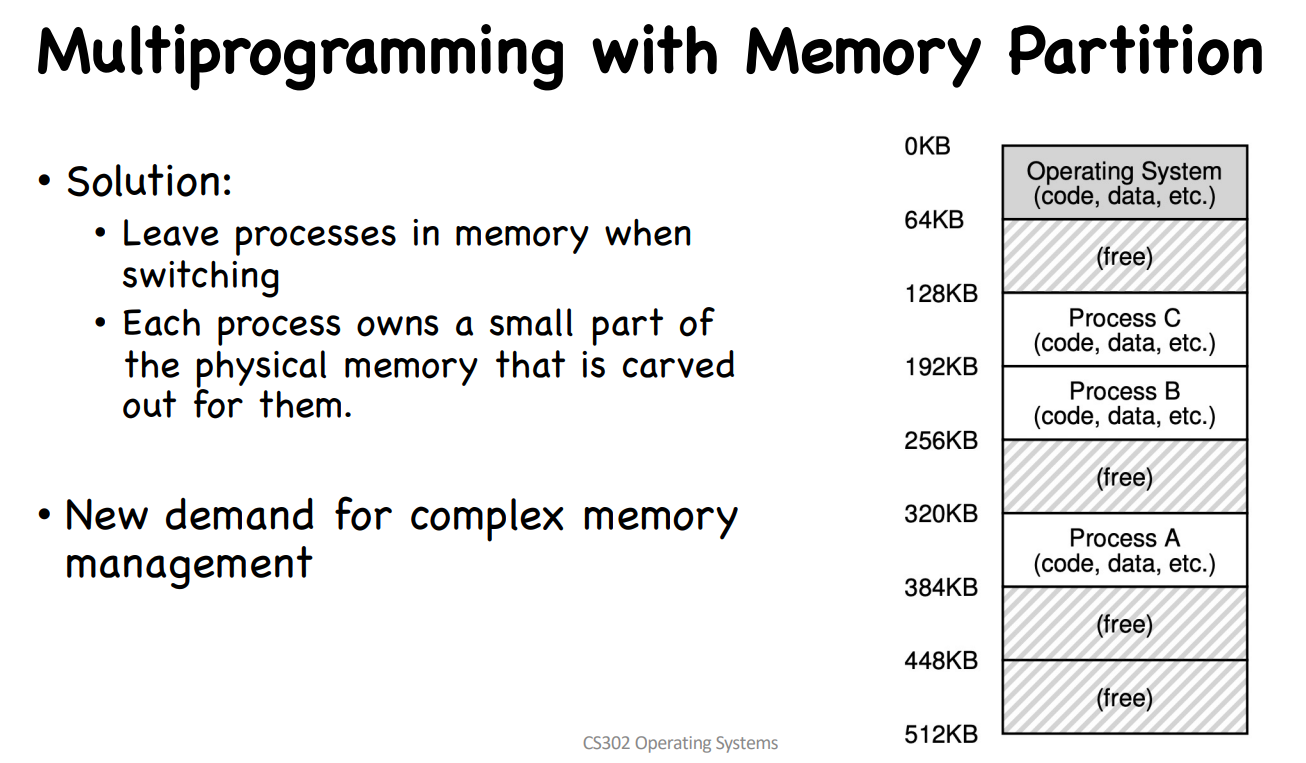 Multiprogramming with Memory Partition
• Solution:
• Leave processes in memory when
switching
• Each process owns a small part of
the physical memory that is carved
out for them.
• New demand for complex memory
management
0KB
Operating System
(code, data, etc.)
64KB
(free)
128KB
Process C
(code, data, etc.)
192KB
Process B
(code, data, etc.)
256KB
(free)
320KB
Process A
(code, data, etc.)
384KB
(free)
448KB
(free)
512KB
CS302 Operating Systems